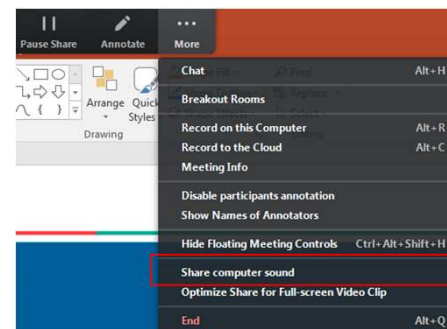 Pause Share Annotate More
Chat Alt+H
Breakout Rooms
Record on this Computer Alt+R
Record to the Cloud Alt+C
Meeting Info
Disable participants annotation
Show Names of Annotators
Hide Floating Meeting Controls Ctrl+Alt+Shift+H
Share computer sound
Optimize Share for Full-screen Video Clip
End Alt+Q
Arrange Quick
Styles
Drawing